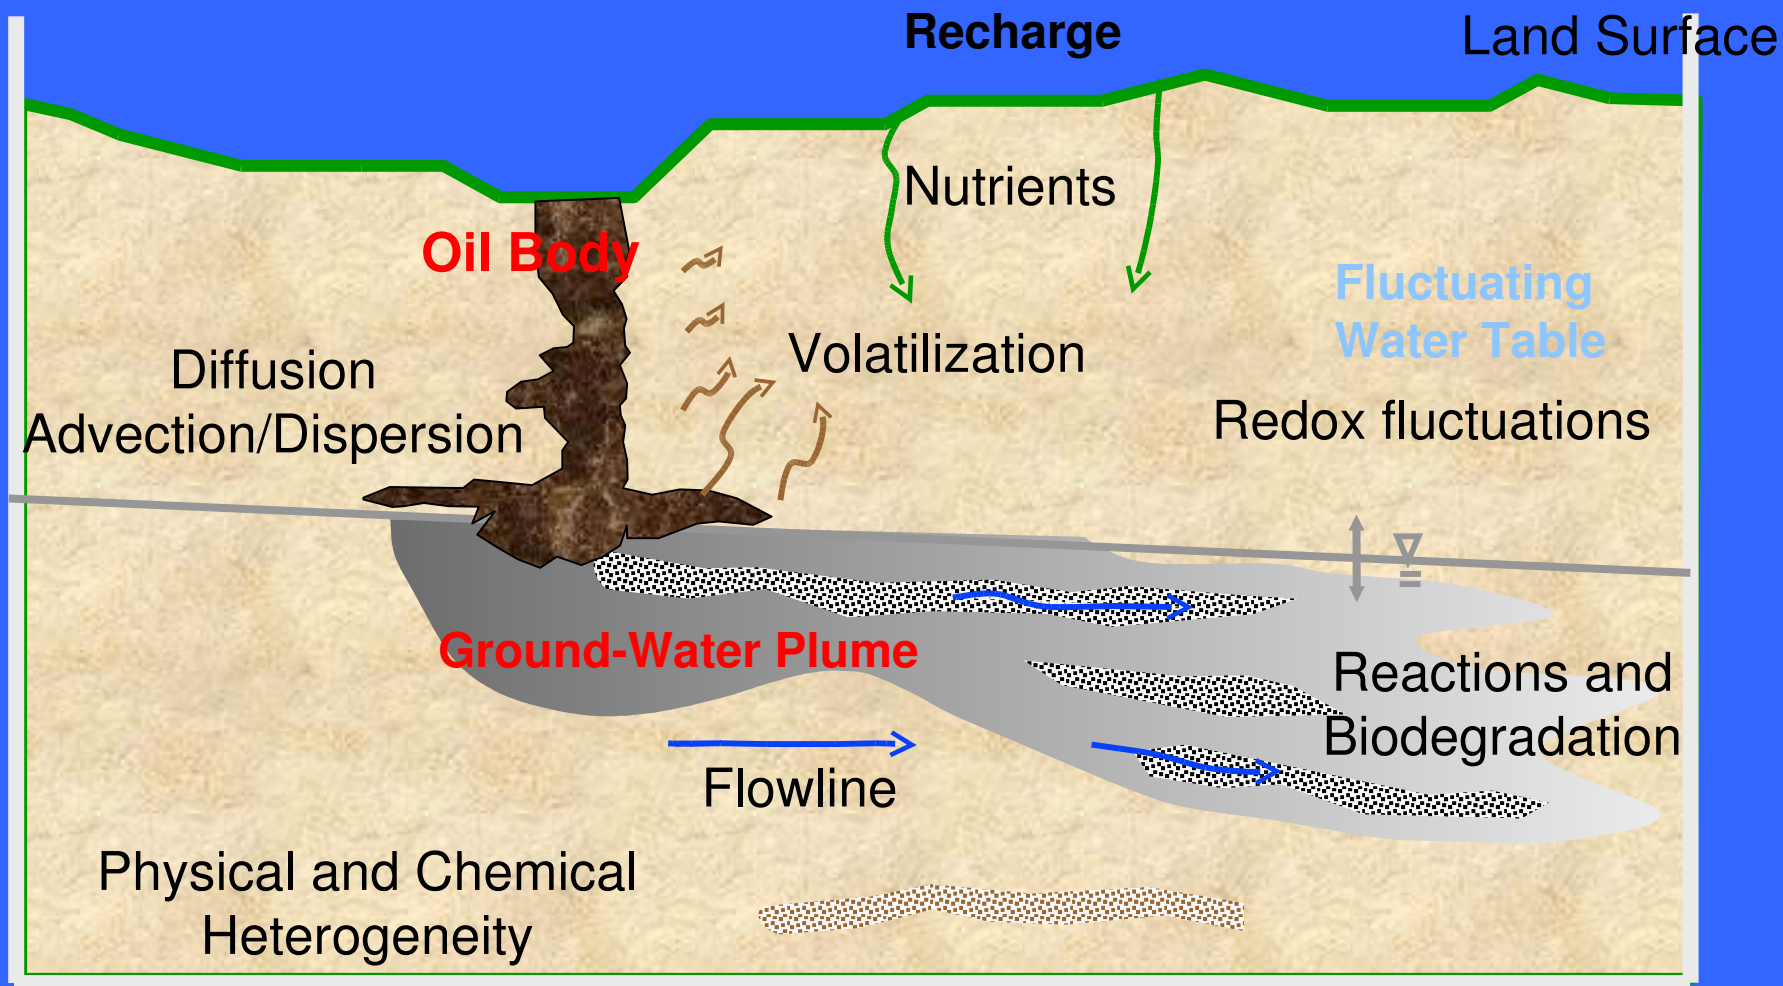 Recharge
Land Surface
Nutrients
Oil Body
Fluctuating
Water Table
Volatilization
Diffusion
Advection/Dispersion
Redox fluctuations
Ground-Water Plume
Reactions and
Biodegradation
Flowline
Physical and Chemical
Heterogeneity